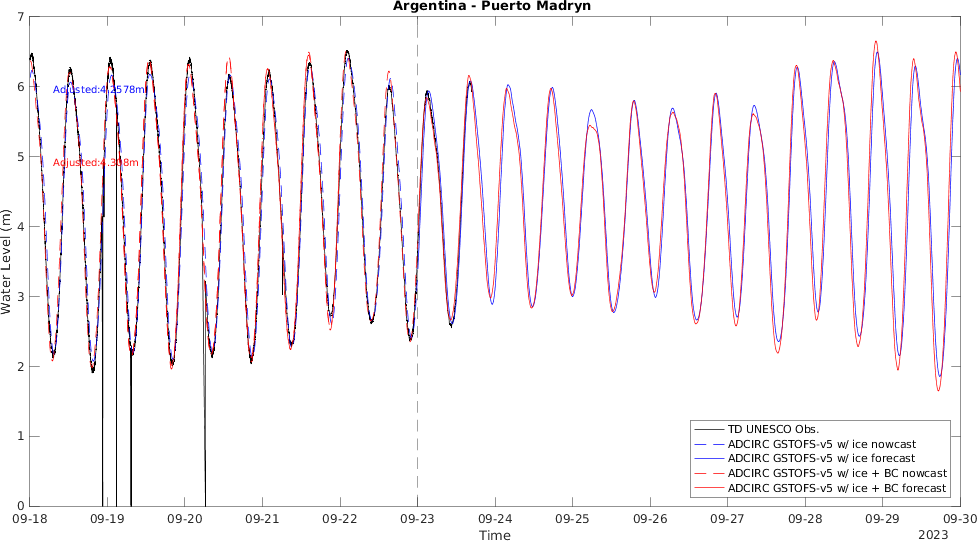 Argentina - Puerto Madryn
7
6
5
4
3
2
1
0
Water Level (m)
Adjusted:4.2578m
Adjusted:4.318m
TD UNESCO Obs.
ADCIRC GSTOFS-v5 w/ ice nowcast
ADCIRC GSTOFS-v5 w/ ice forecast
ADCIRC GSTOFS-v5 w/ ice + BC nowcast
ADCIRC GSTOFS-v5 w/ ice + BC forecast
09-18 09-19 09-20 09-21 09-22 09-23 09-24 09-25 09-26 09-27 09-28 09-29 09-30
Time
2023